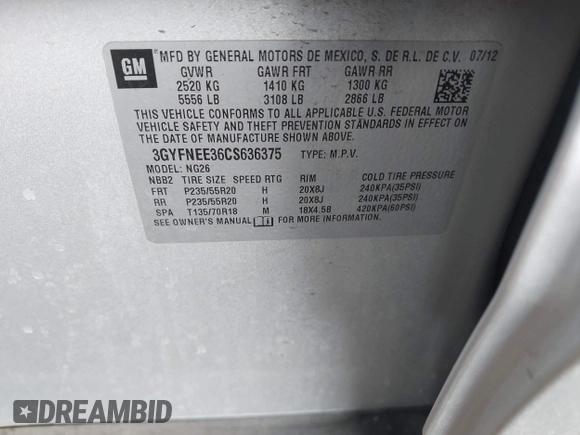 GM
MFD BY GENERAL MOTORS DE MEXICO, S. DE R.L. DE C.V. 07/12
GVWR GAWR FRT GAWR RR
2520 KG 1410 KG 1300 KG
5556 LB 3108 LB 2866 LB
THIS VEHICLE CONFORMS TO ALL APPLICABLE U.S. FEDERAL MOTOR
VEHICLE SAFETY AND THEFT PREVENTION STANDARDS IN EFFECT ON
THE DATE OF MANUFACTURE SHOWN ABOVE.
3GYFNEE36CS636375 TYPE: M.P.V.
MODEL: NG26
NBB2 TIRE SIZE SPEED RTG RIM COLD TIRE PRESSURE
FRT P235/55R20 H 20X8J 240KPA(35PSI)
RR P235/55R20 H 20X8J 240KPA(35PSI)
SPA T135/70R18 M 18X4.5B 420KPA(60PSI)
SEE OWNER'S MANUAL FOR MORE INFORMATION.
DREAMBID